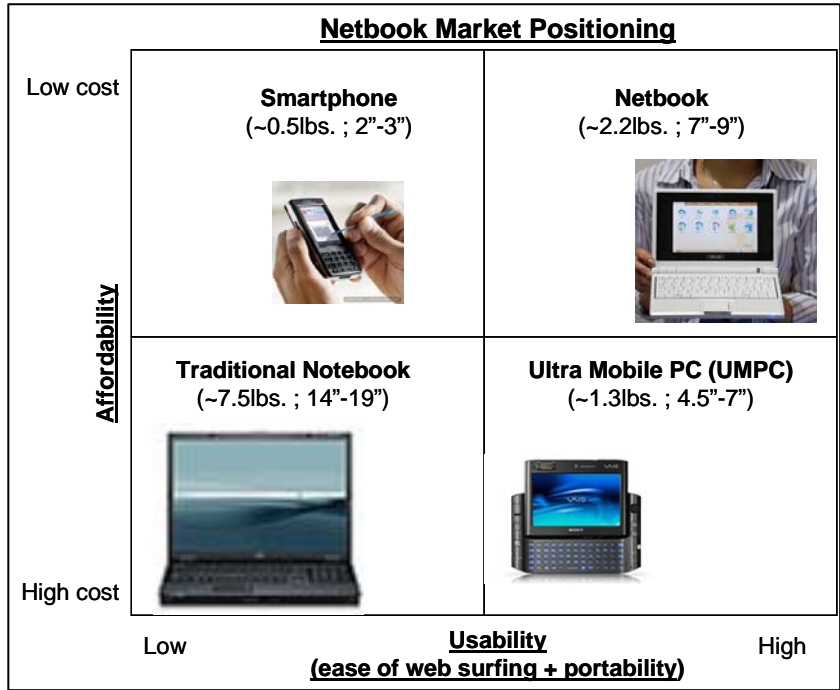 Netbook Market Positioning
Low cost
Smartphone
(~0.5lbs. ; 2”-3”)
Netbook
(~2.2lbs. ; 7”-9”)
Affordability
Traditional Notebook
(~7.5lbs. ; 14”-19”)
Ultra Mobile PC (UMPC)
(~1.3lbs. ; 4.5”-7”)
VAIO
SONY
High cost
Low
Usability
High
(ease of web surfing + portability)